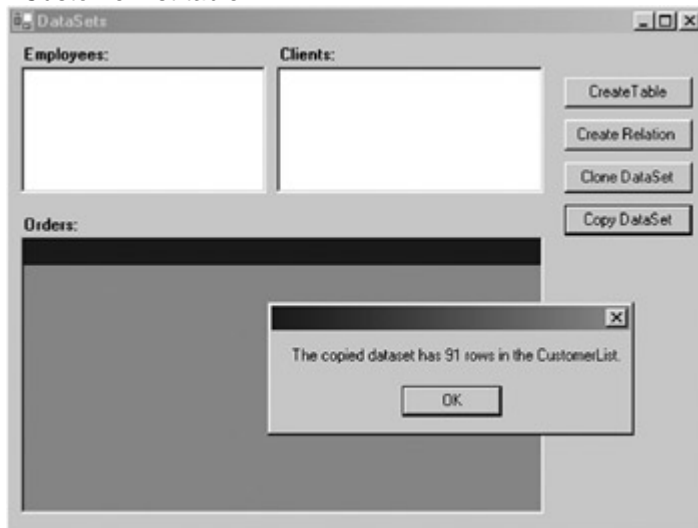 DataSets
Employees:
Clients:
CreateTable
Create Relation
Clone DataSet
Copy DataSet
Orders:
The copied dataset has 91 rows in the CustomerList.
OK